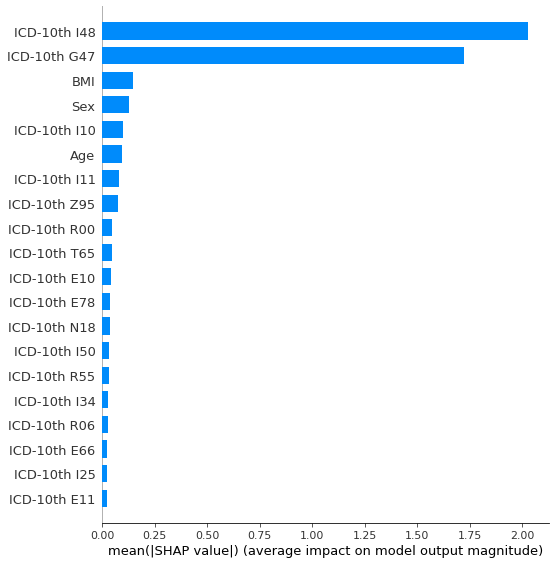 ICD-10th I48
ICD-10th G47
BMI
Sex
ICD-10th I10
Age
ICD-10th I11
ICD-10th Z95
ICD-10th R00
ICD-10th T65
ICD-10th E10
ICD-10th E78
ICD-10th N18
ICD-10th I50
ICD-10th R55
ICD-10th I34
ICD-10th R06
ICD-10th E66
ICD-10th I25
ICD-10th E11
0.00 0.25 0.50 0.75 1.00 1.25 1.50 1.75 2.00
mean(|SHAP value|) (average impact on model output magnitude)